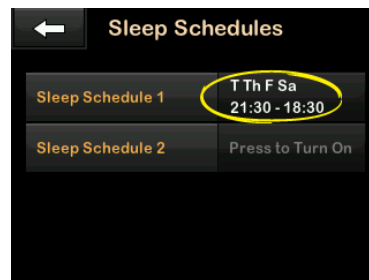 Sleep Schedules
Sleep Schedule 1
T Th F Sa
21:30 - 18:30
Sleep Schedule 2
Press to Turn On